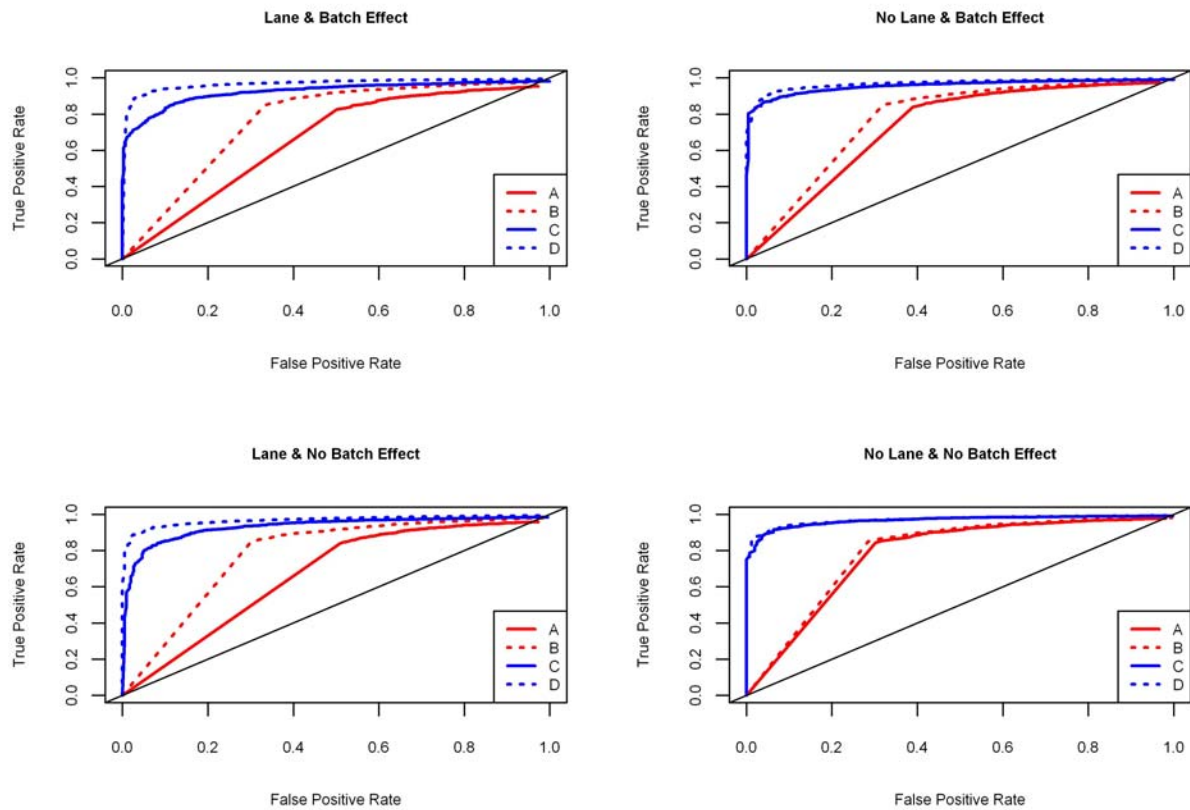 Lane & Batch Effect
True Positive Rate
1.0
0.8
0.6
0.4
0.2
0.0
A
B
C
D
0.0 0.2 0.4 0.6 0.8 1.0
False Positive Rate
No Lane & Batch Effect
True Positive Rate
1.0
0.8
0.6
0.4
0.2
0.0
A
B
C
D
0.0 0.2 0.4 0.6 0.8 1.0
False Positive Rate
Lane & No Batch Effect
True Positive Rate
1.0
0.8
0.6
0.4
0.2
0.0
A
B
C
D
0.0 0.2 0.4 0.6 0.8 1.0
False Positive Rate
No Lane & No Batch Effect
True Positive Rate
1.0
0.8
0.6
0.4
0.2
0.0
A
B
C
D
0.0 0.2 0.4 0.6 0.8 1.0
False Positive Rate